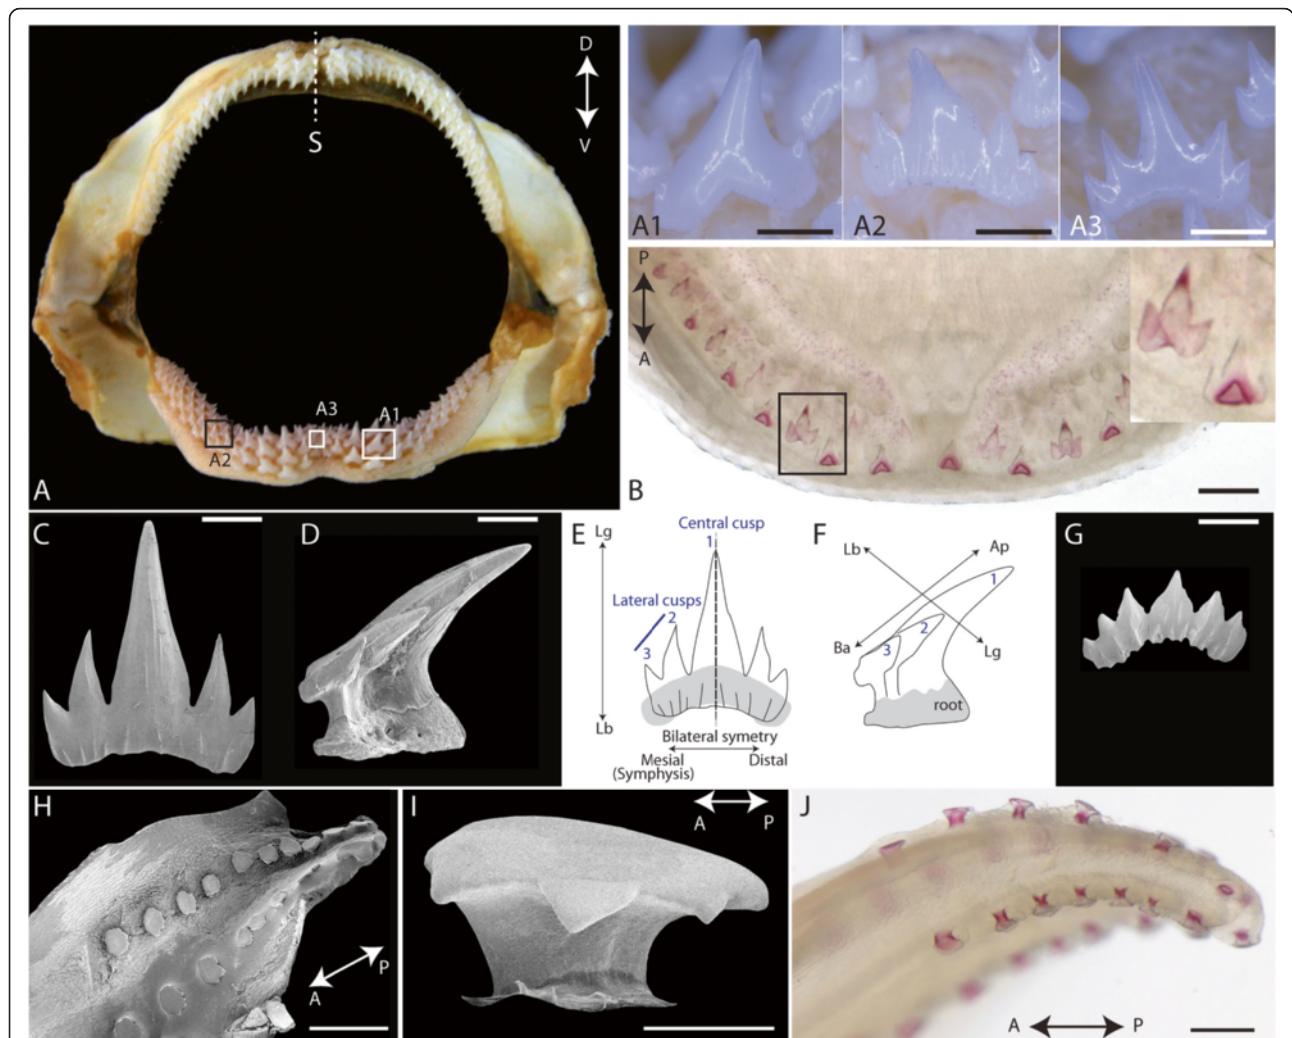 D
S
V
A3
A1
A2
A
A1
A2
A3
P
A
B
C
D
E
Lg
Central cusp
1
Lateral cusps
2
3
Lb
Bilateral symetry
Mesial
(Symphysis)
Distal
F
Lb
Ap
1
2
Ba
3
Lg
root
G
H
P
A
I
A
P
J
A
P